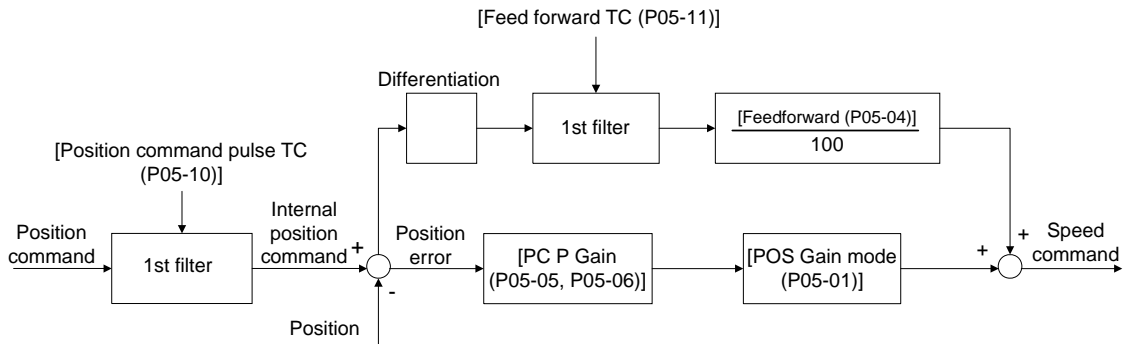 [Feed forward TC (P05-11)]
Differentiation
1st filter
[Feedforward (P05-04)]
100
[Position command pulse TC
(P05-10)]
Position
command
1st filter
Internal
position
command
+
-
Position
Position
error
[PC P Gain
(P05-05, P05-06)]
[POS Gain mode
(P05-01)]
+
+
Speed
command